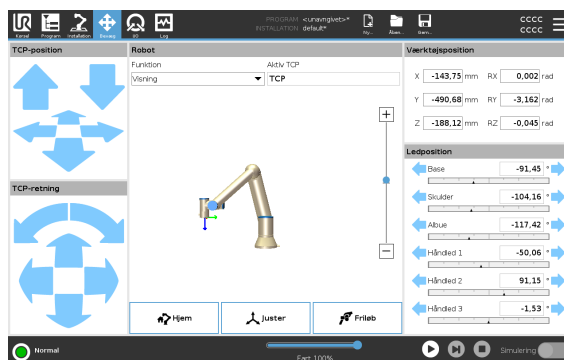 PROGRAM <unavngivet>*
INSTALLATION default*
Kørsel Program Installation Bevæg I/O Log
Ny... Åben... Gem...
CCCC
CCCC
TCP-position
Robot
Værktøjsposition
Funktion
Aktiv TCP
Visning
TCP
X -143,75 mm RX 0,002 rad
Y -490,68 mm RY -3,162 rad
Z -188,12 mm RZ -0,045 rad
Ledposition
Base -91,45 °
Skulder -104,16 °
Albue -117,42 °
Håndled 1 -50,06 °
Håndled 2 91,15 °
Håndled 3 -1,53 °
TCP-retning
Hjem
Juster
Friløb
Normal
Fart 100%
Simulering